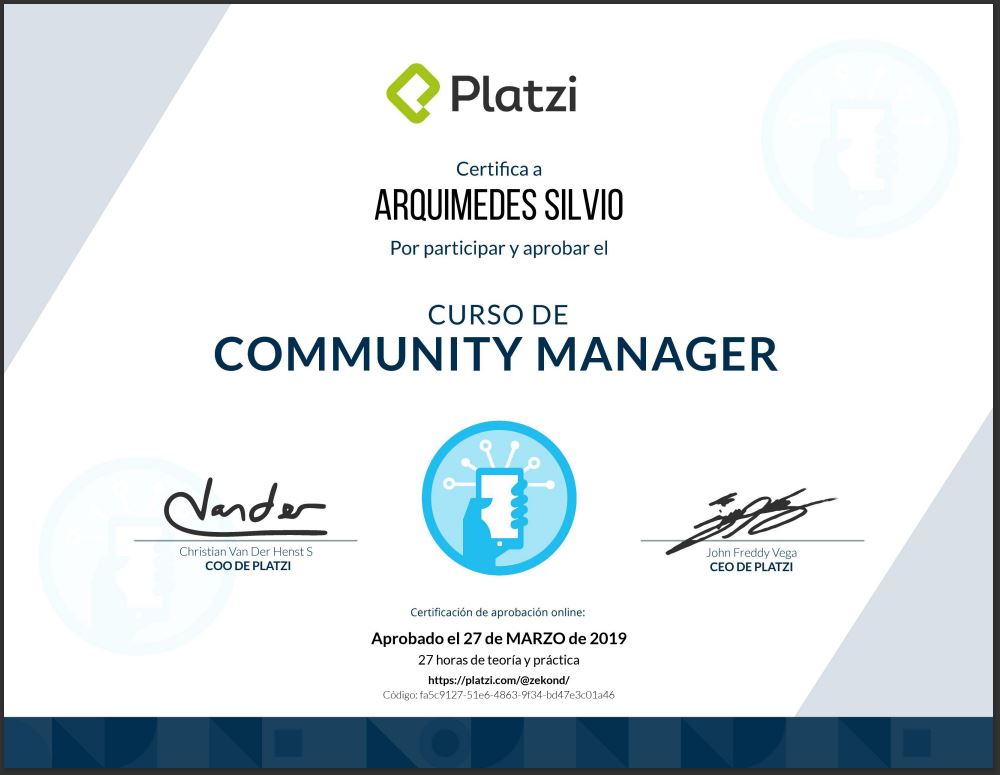 Platzi
Certifica a
ARQUIMEDES SILVIO
Por participar y aprobar el
CURSO DE
COMMUNITY MANAGER
Vander
Christian Van Der Henst S
COO DE PLATZI
John Freddy Vega
CEO DE PLATZI
Certificación de aprobación online:
Aprobado el 27 de MARZO de 2019
27 horas de teoría y práctica
https://platzi.com/@zekond/
Código: fa5c9127-51e6-4863-9f34-bd47e3c01a46